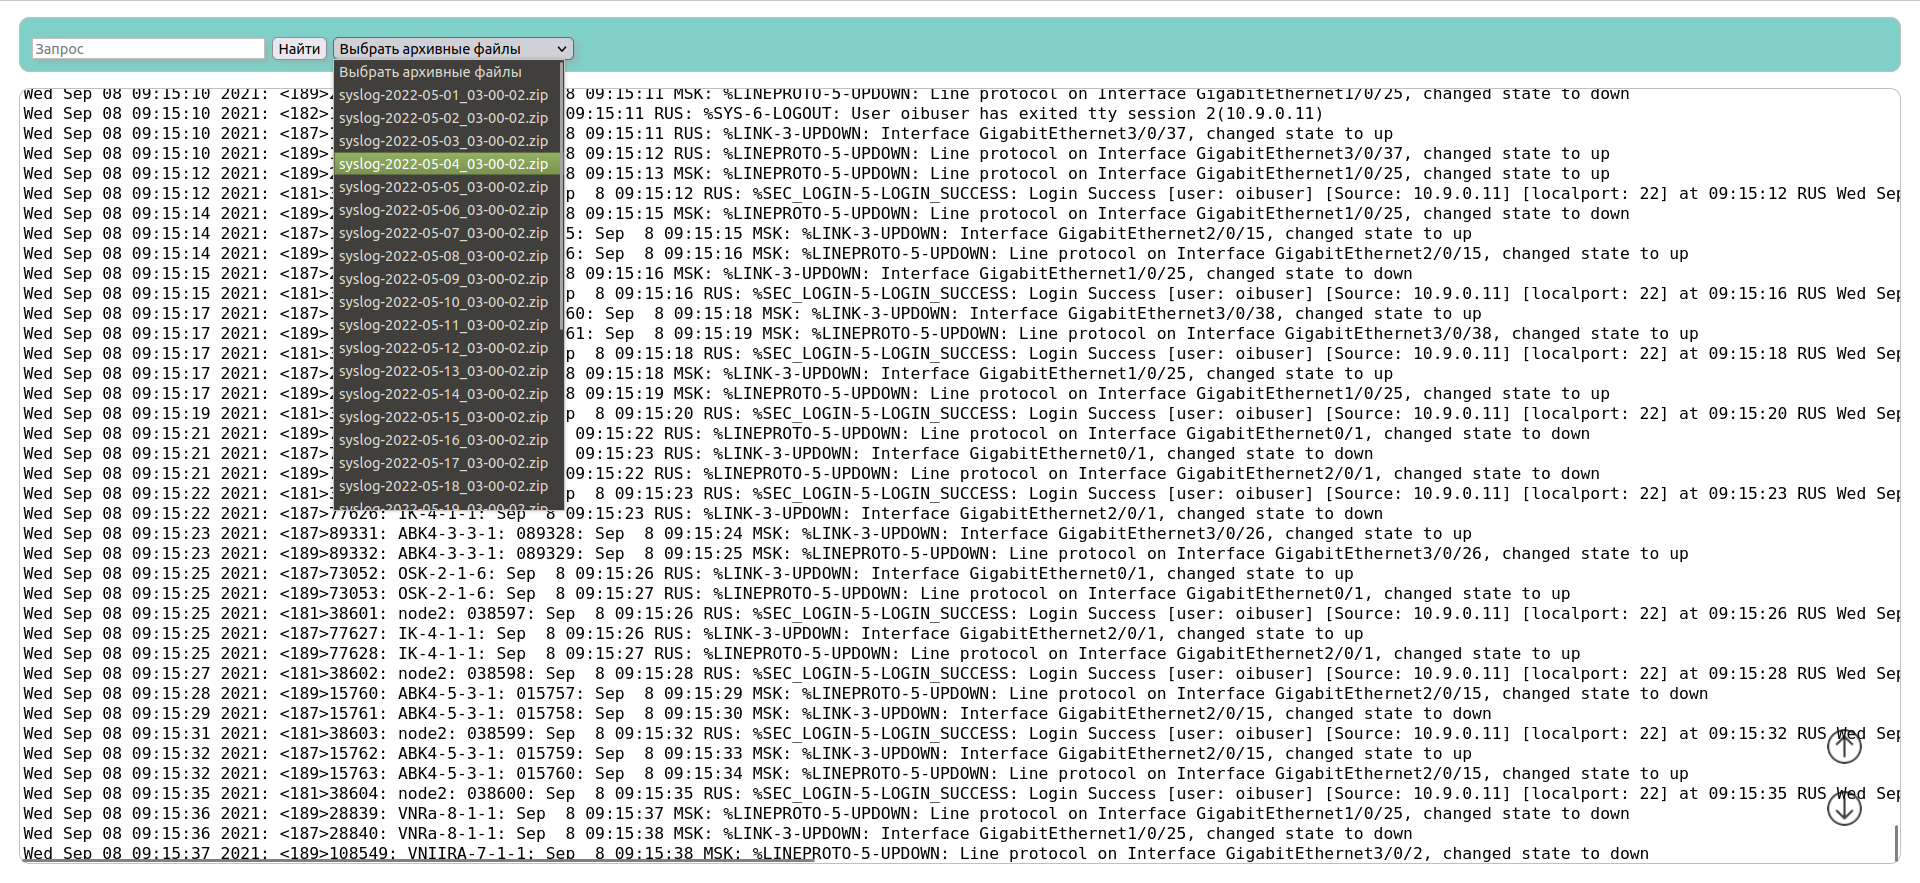 Запрос Найти Выбрать архивные файлы
Выбрать архивные файлы
syslog-2022-05-01_03-00-02.zip
syslog-2022-05-02_03-00-02.zip
syslog-2022-05-03_03-00-02.zip
syslog-2022-05-04_03-00-02.zip
syslog-2022-05-05_03-00-02.zip
syslog-2022-05-06_03-00-02.zip
syslog-2022-05-07_03-00-02.zip
syslog-2022-05-08_03-00-02.zip
syslog-2022-05-09_03-00-02.zip
syslog-2022-05-10_03-00-02.zip
syslog-2022-05-11_03-00-02.zip
syslog-2022-05-12_03-00-02.zip
syslog-2022-05-13_03-00-02.zip
syslog-2022-05-14_03-00-02.zip
syslog-2022-05-15_03-00-02.zip
syslog-2022-05-16_03-00-02.zip
syslog-2022-05-17_03-00-02.zip
syslog-2022-05-18_03-00-02.zip
syslog-2022-05-19_03-00-02.zip
Wed Sep 08 09:15:10 2021: <189> 8 09:15:11 MSK: %LINEPROTO-5-UPDOWN: Line protocol on Interface GigabitEthernet1/0/25, changed state to down
Wed Sep 08 09:15:10 2021: <182> 09:15:11 RUS: %SYS-6-LOGOUT: User oibuser has exited tty session 2(10.9.0.11)
Wed Sep 08 09:15:10 2021: <187> 8 09:15:11 RUS: %LINK-3-UPDOWN: Interface GigabitEthernet3/0/37, changed state to up
Wed Sep 08 09:15:10 2021: <189> 8 09:15:12 RUS: %LINEPROTO-5-UPDOWN: Line protocol on Interface GigabitEthernet3/0/37, changed state to up
Wed Sep 08 09:15:12 2021: <189> 8 09:15:13 MSK: %LINEPROTO-5-UPDOWN: Line protocol on Interface GigabitEthernet1/0/25, changed state to up
Wed Sep 08 09:15:12 2021: <181> p  8 09:15:12 RUS: %SEC_LOGIN-5-LOGIN_SUCCESS: Login Success [user: oibuser] [Source: 10.9.0.11] [localport: 22] at 09:15:12 RUS Wed Sep
Wed Sep 08 09:15:14 2021: <189> 8 09:15:15 MSK: %LINEPROTO-5-UPDOWN: Line protocol on Interface GigabitEthernet1/0/25, changed state to down
Wed Sep 08 09:15:14 2021: <187> 5: Sep  8 09:15:15 MSK: %LINK-3-UPDOWN: Interface GigabitEthernet2/0/15, changed state to up
Wed Sep 08 09:15:14 2021: <189> 6: Sep  8 09:15:16 MSK: %LINEPROTO-5-UPDOWN: Line protocol on Interface GigabitEthernet2/0/15, changed state to up
Wed Sep 08 09:15:15 2021: <187> 8 09:15:16 MSK: %LINK-3-UPDOWN: Interface GigabitEthernet1/0/25, changed state to down
Wed Sep 08 09:15:15 2021: <181> p  8 09:15:16 RUS: %SEC_LOGIN-5-LOGIN_SUCCESS: Login Success [user: oibuser] [Source: 10.9.0.11] [localport: 22] at 09:15:16 RUS Wed Sep
Wed Sep 08 09:15:17 2021: <187> 60: Sep  8 09:15:18 MSK: %LINK-3-UPDOWN: Interface GigabitEthernet3/0/38, changed state to up
Wed Sep 08 09:15:17 2021: <189> 61: Sep  8 09:15:19 MSK: %LINEPROTO-5-UPDOWN: Line protocol on Interface GigabitEthernet3/0/38, changed state to up
Wed Sep 08 09:15:17 2021: <181> p  8 09:15:18 RUS: %SEC_LOGIN-5-LOGIN_SUCCESS: Login Success [user: oibuser] [Source: 10.9.0.11] [localport: 22] at 09:15:18 RUS Wed Sep
Wed Sep 08 09:15:17 2021: <187> 8 09:15:18 MSK: %LINK-3-UPDOWN: Interface GigabitEthernet1/0/25, changed state to up
Wed Sep 08 09:15:17 2021: <189> 8 09:15:19 MSK: %LINEPROTO-5-UPDOWN: Line protocol on Interface GigabitEthernet1/0/25, changed state to up
Wed Sep 08 09:15:19 2021: <181> p  8 09:15:20 RUS: %SEC_LOGIN-5-LOGIN_SUCCESS: Login Success [user: oibuser] [Source: 10.9.0.11] [localport: 22] at 09:15:20 RUS Wed Sep
Wed Sep 08 09:15:21 2021: <189> 09:15:22 RUS: %LINEPROTO-5-UPDOWN: Line protocol on Interface GigabitEthernet0/1, changed state to down
Wed Sep 08 09:15:21 2021: <187> 09:15:23 RUS: %LINK-3-UPDOWN: Interface GigabitEthernet0/1, changed state to down
Wed Sep 08 09:15:21 2021: <189> 09:15:22 RUS: %LINEPROTO-5-UPDOWN: Line protocol on Interface GigabitEthernet2/0/1, changed state to down
Wed Sep 08 09:15:22 2021: <181> p  8 09:15:23 RUS: %SEC_LOGIN-5-LOGIN_SUCCESS: Login Success [user: oibuser] [Source: 10.9.0.11] [localport: 22] at 09:15:23 RUS Wed Sep
Wed Sep 08 09:15:22 2021: <187>77626: IK-4-1-1: Sep  8 09:15:23 RUS: %LINK-3-UPDOWN: Interface GigabitEthernet2/0/1, changed state to down
Wed Sep 08 09:15:23 2021: <187>89331: ABK4-3-3-1: 089328: Sep  8 09:15:24 MSK: %LINK-3-UPDOWN: Interface GigabitEthernet3/0/26, changed state to up
Wed Sep 08 09:15:23 2021: <189>89332: ABK4-3-3-1: 089329: Sep  8 09:15:25 MSK: %LINEPROTO-5-UPDOWN: Line protocol on Interface GigabitEthernet3/0/26, changed state to up
Wed Sep 08 09:15:25 2021: <187>73052: OSK-2-1-6: Sep  8 09:15:26 RUS: %LINK-3-UPDOWN: Interface GigabitEthernet0/1, changed state to up
Wed Sep 08 09:15:25 2021: <189>73053: OSK-2-1-6: Sep  8 09:15:27 RUS: %LINEPROTO-5-UPDOWN: Line protocol on Interface GigabitEthernet0/1, changed state to up
Wed Sep 08 09:15:25 2021: <181>38601: node2: 038597: Sep  8 09:15:26 RUS: %SEC_LOGIN-5-LOGIN_SUCCESS: Login Success [user: oibuser] [Source: 10.9.0.11] [localport: 22] at 09:15:26 RUS Wed Sep
Wed Sep 08 09:15:25 2021: <187>77627: IK-4-1-1: Sep  8 09:15:26 RUS: %LINK-3-UPDOWN: Interface GigabitEthernet2/0/1, changed state to up
Wed Sep 08 09:15:25 2021: <189>77628: IK-4-1-1: Sep  8 09:15:27 RUS: %LINEPROTO-5-UPDOWN: Line protocol on Interface GigabitEthernet2/0/1, changed state to up
Wed Sep 08 09:15:27 2021: <181>38602: node2: 038598: Sep  8 09:15:28 RUS: %SEC_LOGIN-5-LOGIN_SUCCESS: Login Success [user: oibuser] [Source: 10.9.0.11] [localport: 22] at 09:15:28 RUS Wed Sep
Wed Sep 08 09:15:28 2021: <189>15760: ABK4-5-3-1: 015757: Sep  8 09:15:29 MSK: %LINEPROTO-5-UPDOWN: Line protocol on Interface GigabitEthernet2/0/15, changed state to down
Wed Sep 08 09:15:29 2021: <187>15761: ABK4-5-3-1: 015758: Sep  8 09:15:30 MSK: %LINK-3-UPDOWN: Interface GigabitEthernet2/0/15, changed state to down
Wed Sep 08 09:15:31 2021: <181>38603: node2: 038599: Sep  8 09:15:32 RUS: %SEC_LOGIN-5-LOGIN_SUCCESS: Login Success [user: oibuser] [Source: 10.9.0.11] [localport: 22] at 09:15:32 RUS Wed Sep
Wed Sep 08 09:15:32 2021: <187>15762: ABK4-5-3-1: 015759: Sep  8 09:15:33 MSK: %LINK-3-UPDOWN: Interface GigabitEthernet2/0/15, changed state to up
Wed Sep 08 09:15:32 2021: <189>15763: ABK4-5-3-1: 015760: Sep  8 09:15:34 MSK: %LINEPROTO-5-UPDOWN: Line protocol on Interface GigabitEthernet2/0/15, changed state to up
Wed Sep 08 09:15:35 2021: <181>38604: node2: 038600: Sep  8 09:15:35 RUS: %SEC_LOGIN-5-LOGIN_SUCCESS: Login Success [user: oibuser] [Source: 10.9.0.11] [localport: 22] at 09:15:35 RUS Wed Sep
Wed Sep 08 09:15:36 2021: <189>28839: VNRa-8-1-1: Sep  8 09:15:37 MSK: %LINEPROTO-5-UPDOWN: Line protocol on Interface GigabitEthernet1/0/25, changed state to down
Wed Sep 08 09:15:36 2021: <187>28840: VNRa-8-1-1: Sep  8 09:15:38 MSK: %LINK-3-UPDOWN: Interface GigabitEthernet1/0/25, changed state to down
Wed Sep 08 09:15:37 2021: <189>108549: VNIIRA-7-1-1: Sep  8 09:15:38 MSK: %LINEPROTO-5-UPDOWN: Line protocol on Interface GigabitEthernet3/0/2, changed state to down